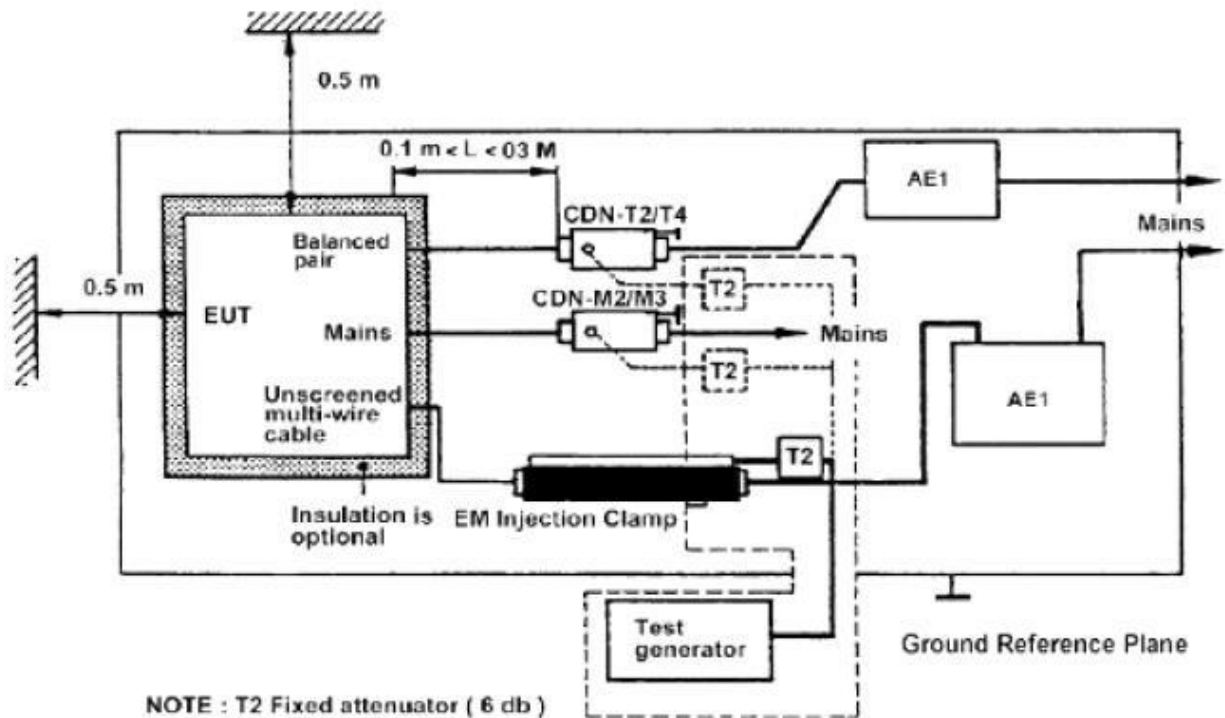 0.5 m
0.1 m < L < 03 M
AE1
CDN-T2/T4
Balanced
pair
Mains
0.5 m
T2
EUT
CDN-M2/M3
Mains
Mains
T2
AE1
Unscreened
multi-wire
cable
T2
Insulation is
optional
EM Injection Clamp
Test
generator
Ground Reference Plane
NOTE : T2 Fixed attenuator ( 6 db )